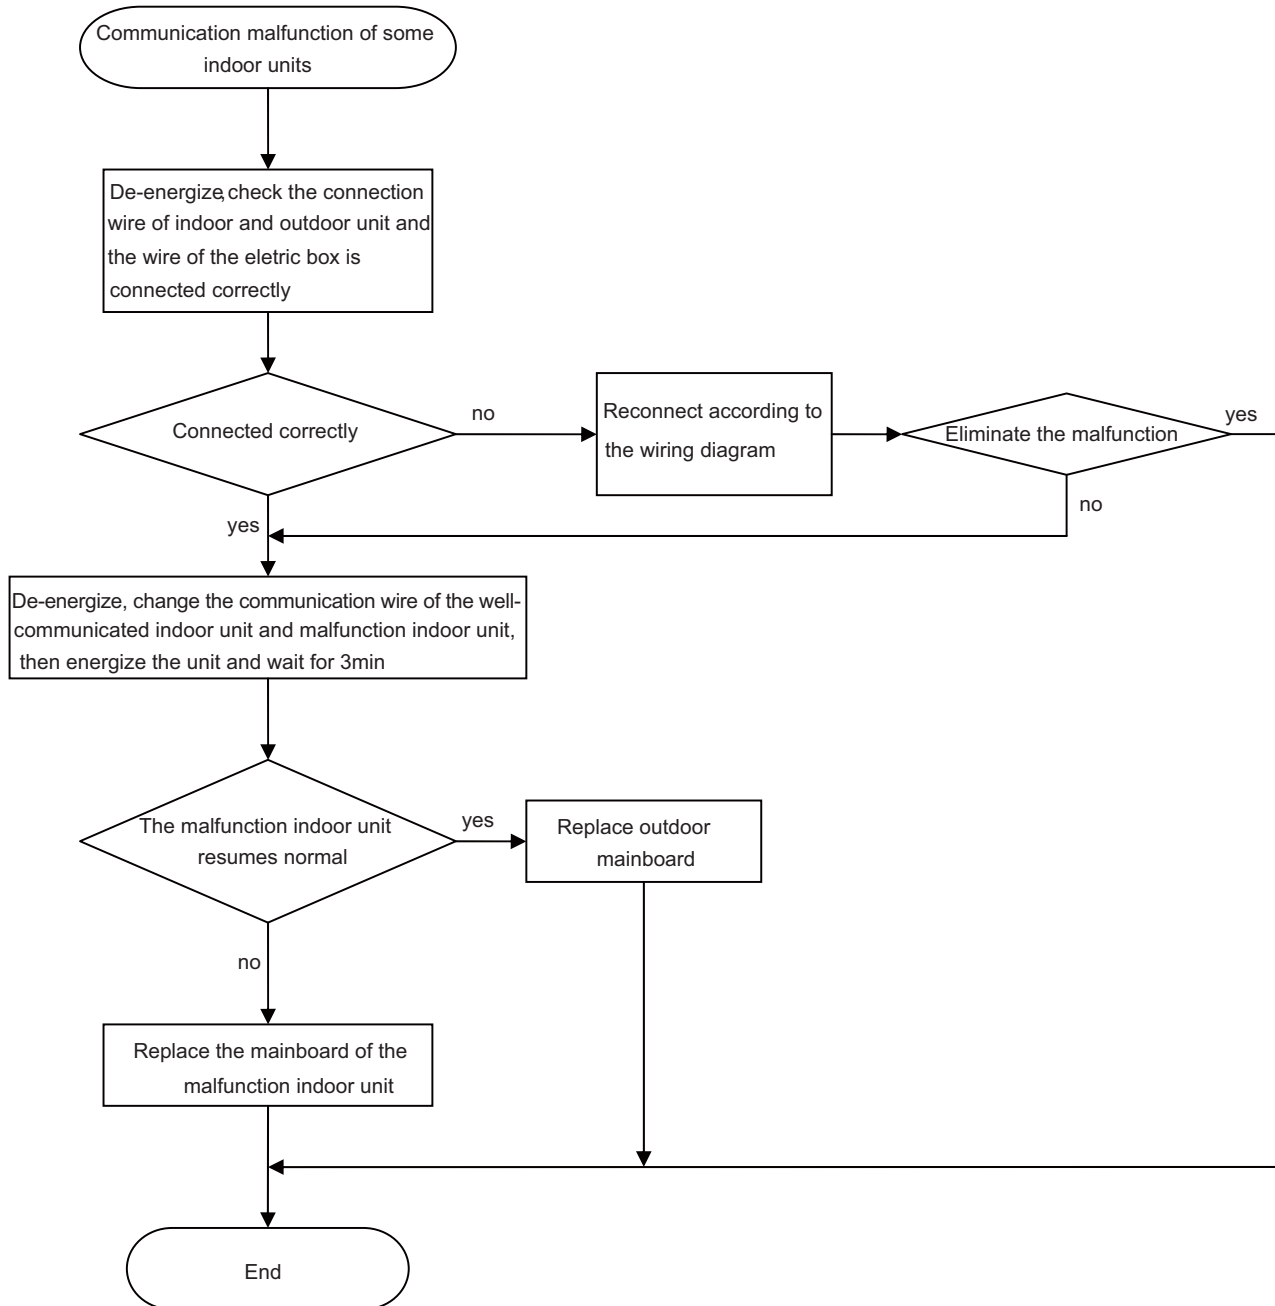 Communication malfunction of some
indoor units
De-energize,check the connection
wire of indoor and outdoor unit and
the wire of the eletric box is
connected correctly
Connected correctly
no
Reconnect according to
the wiring diagram
Eliminate the malfunction
yes
no
yes
De-energize, change the communication wire of the well-
communicated indoor unit and malfunction indoor unit,
then energize the unit and wait for 3min
The malfunction indoor unit
resumes normal
yes
Replace outdoor
mainboard
no
Replace the mainboard of the
malfunction indoor unit
End